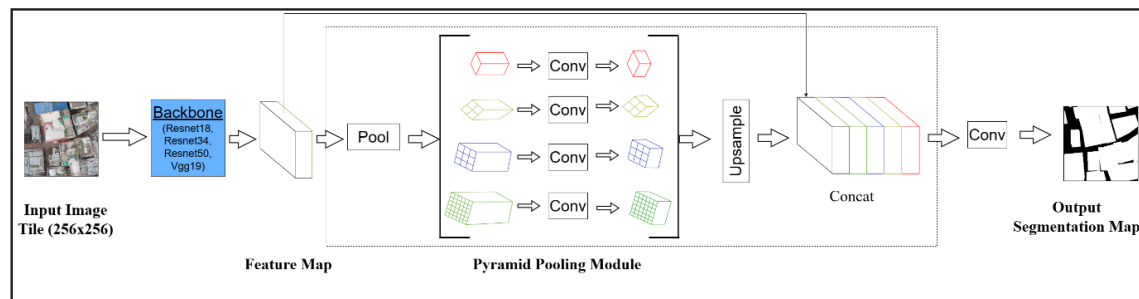 Input Image
Tile (256x256)
Backbone
(Resnet18,
Resnet34,
Resnet50,
Vgg19)
Feature Map
Pool
Conv
Conv
Conv
Conv
Pyramid Pooling Module
Upsample
Concat
Conv
Output
Segmentation Map